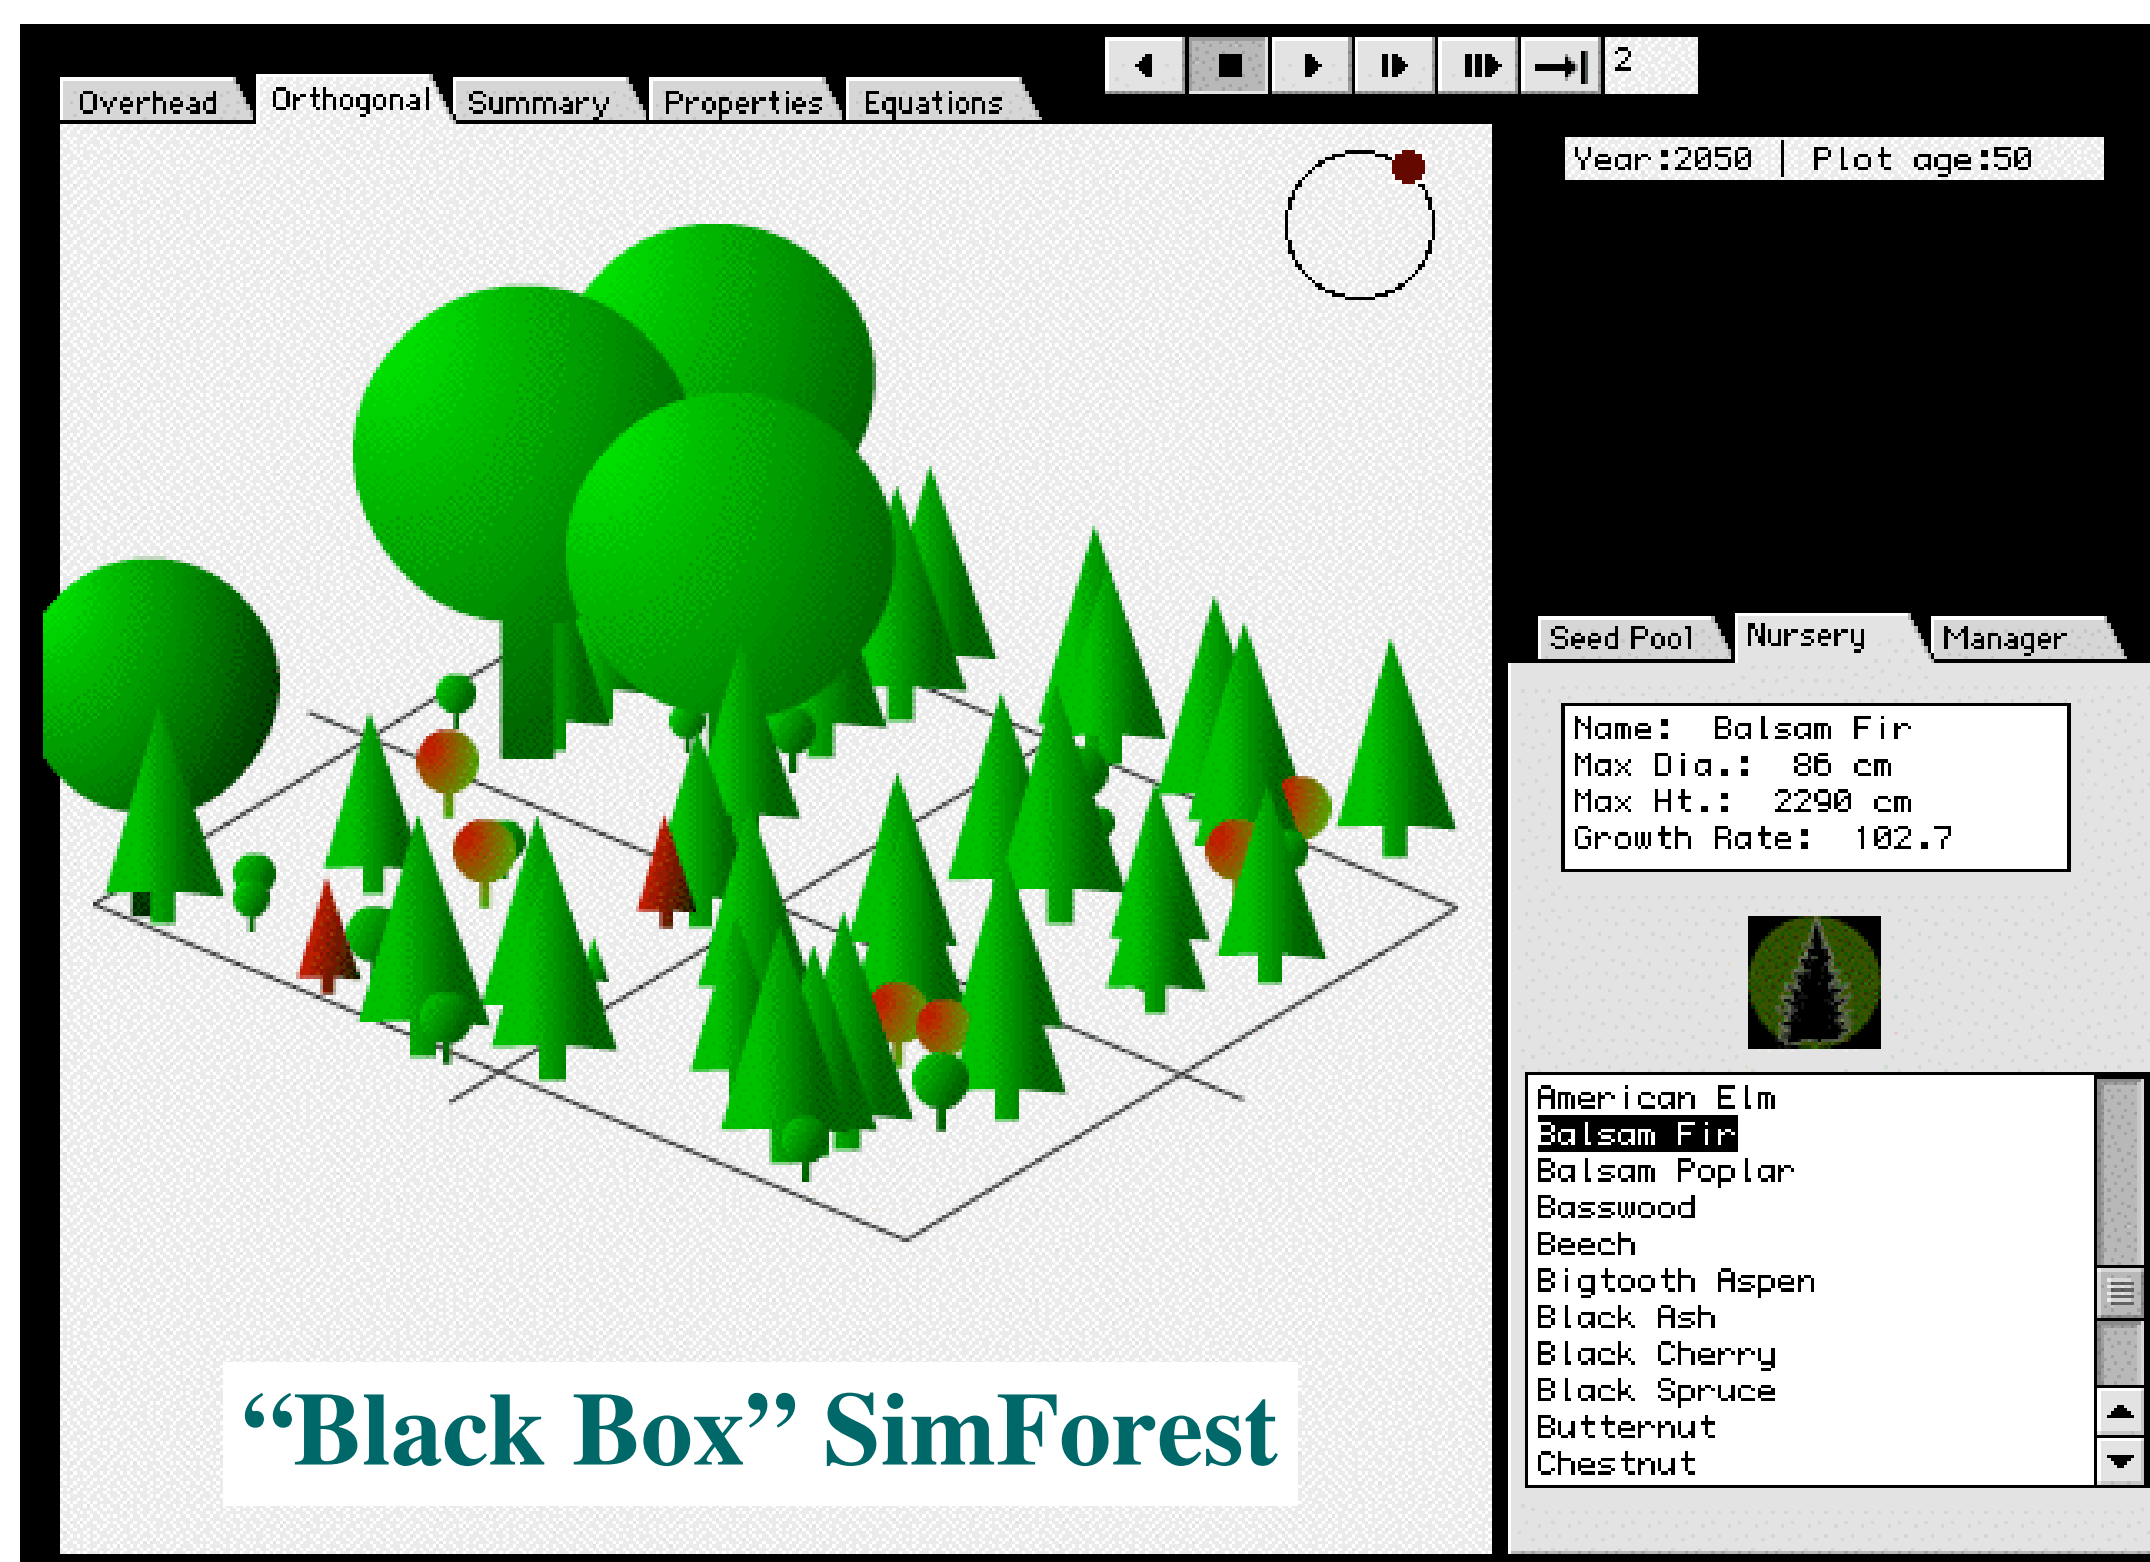 Overhead Orthogonal Summary Properties Equations
2
Year:2050 | Plot age:50
Seed Pool Nursery Manager
Name: Balsam Fir
Max Dia.: 86 cm
Max Ht.: 2290 cm
Growth Rate: 102.7
American Elm
Balsam Fir
Balsam Poplar
Basswood
Beech
Bigtooth Aspen
Black Ash
Black Cherry
Black Spruce
Butternut
Chestnut
“Black Box” SimForest